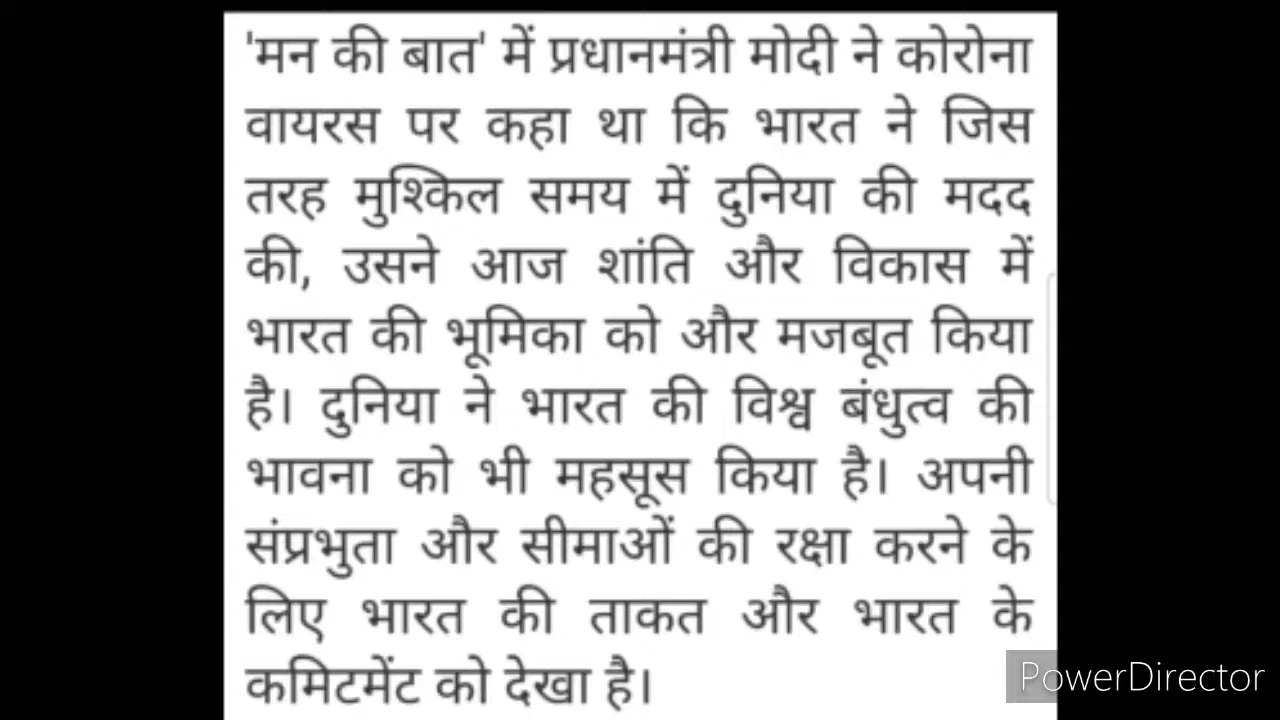 'मन की बात' में प्रधानमंत्री मोदी ने कोरोना
वायरस पर कहा था कि भारत ने जिस
तरह मुश्किल समय में दुनिया की मदद
की, उसने आज शांति और विकास में
भारत की भूमिका को और मजबूत किया
है। दुनिया ने भारत की विश्व बंधुत्व की
भावना को भी महसूस किया है। अपनी
संप्रभुता और सीमाओं की रक्षा करने के
लिए भारत की ताकत और भारत के
कमिटमेंट को देखा है।
PowerDirector